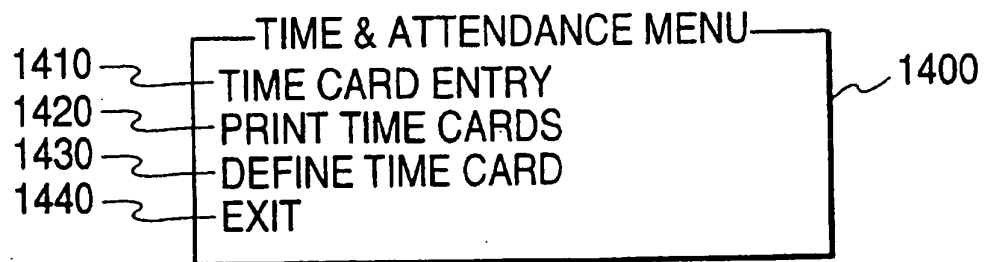 TIME & ATTENDANCE MENU
1410 TIME CARD ENTRY
1400
1420 PRINT TIME CARDS
1430 DEFINE TIME CARD
1440 EXIT